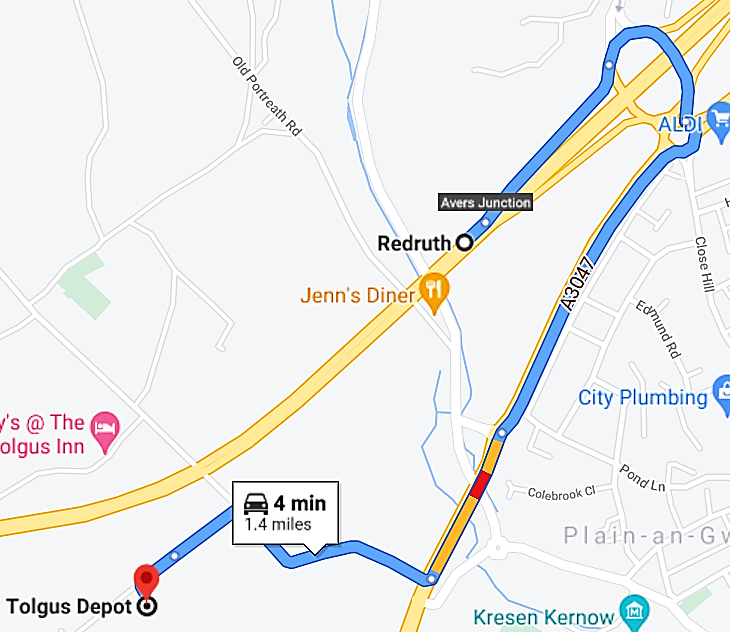 Old Portreath Rd
ALDI
Avers Junction
Redruth
Close Hill
A3047
Jenn's Diner
Edmund Rd
City Plumbing
y's @ The
olgus Inn
4 min
1.4 miles
Pond Ln
Colebrook Cl
Plain-an-Gw
Tolgus Depot
Kresen Kernow